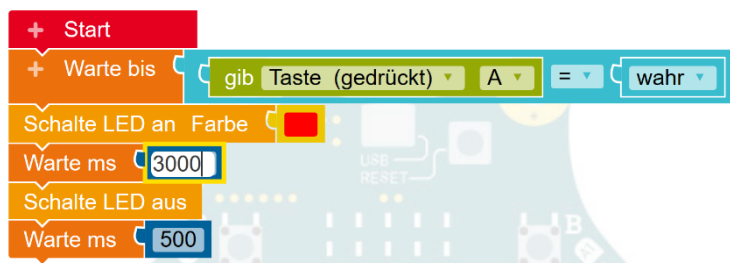 + Start
+ Warte bis gib Taste (gedrückt) A = wahr
Schalte LED an Farbe
Warte ms 3000
USB
RESET
Schalte LED aus
Warte ms 500
B
AI